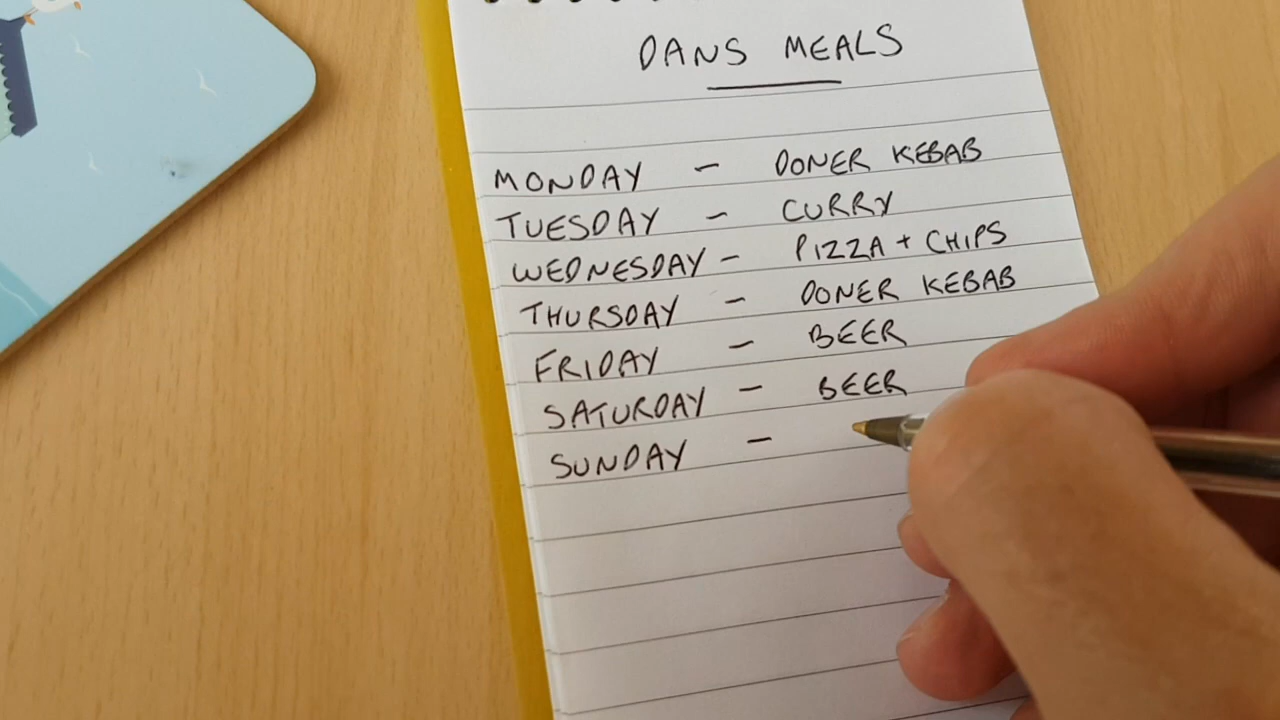 DANS MEALS
MONDAY - DONER KEBAB
TUESDAY - CURRY
WEDNESDAY - PIZZA + CHIPS
THURSDAY - DONER KEBAB
FRIDAY - BEER
SATURDAY - BEER
SUNDAY -